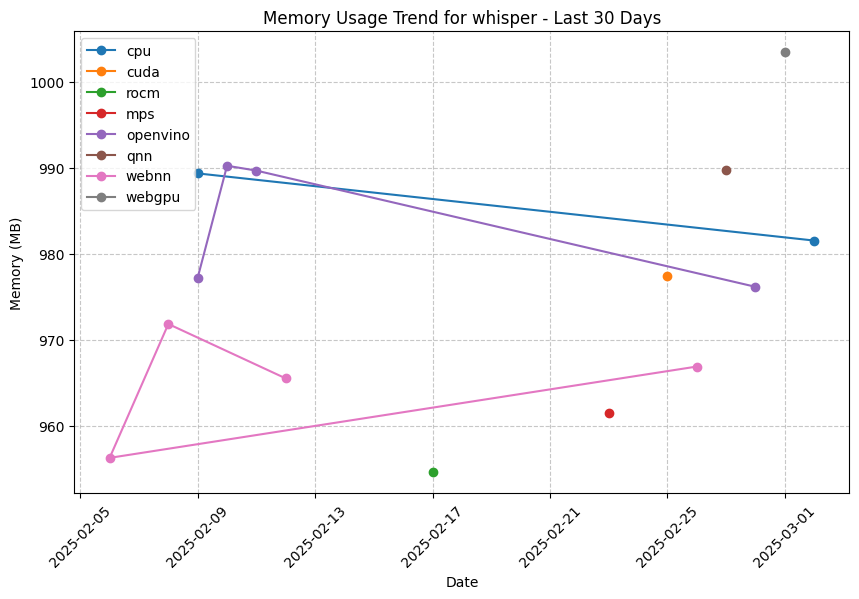 Memory Usage Trend for whisper - Last 30 Days
cpu
cuda
rocm
mps
openvino
qnn
webnn
webgpu
Memory (MB)
1000
990
980
970
960
2025-02-05
2025-02-09
2025-02-13
2025-02-17
2025-02-21
2025-02-25
2025-03-01
Date